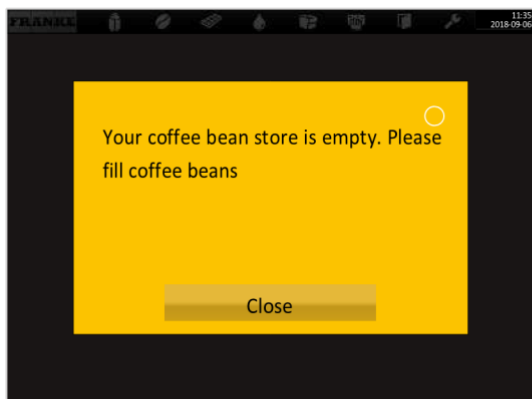 FRANKE
11:35
2018-09-06
Your coffee bean store is empty. Please
fill coffee beans
Close